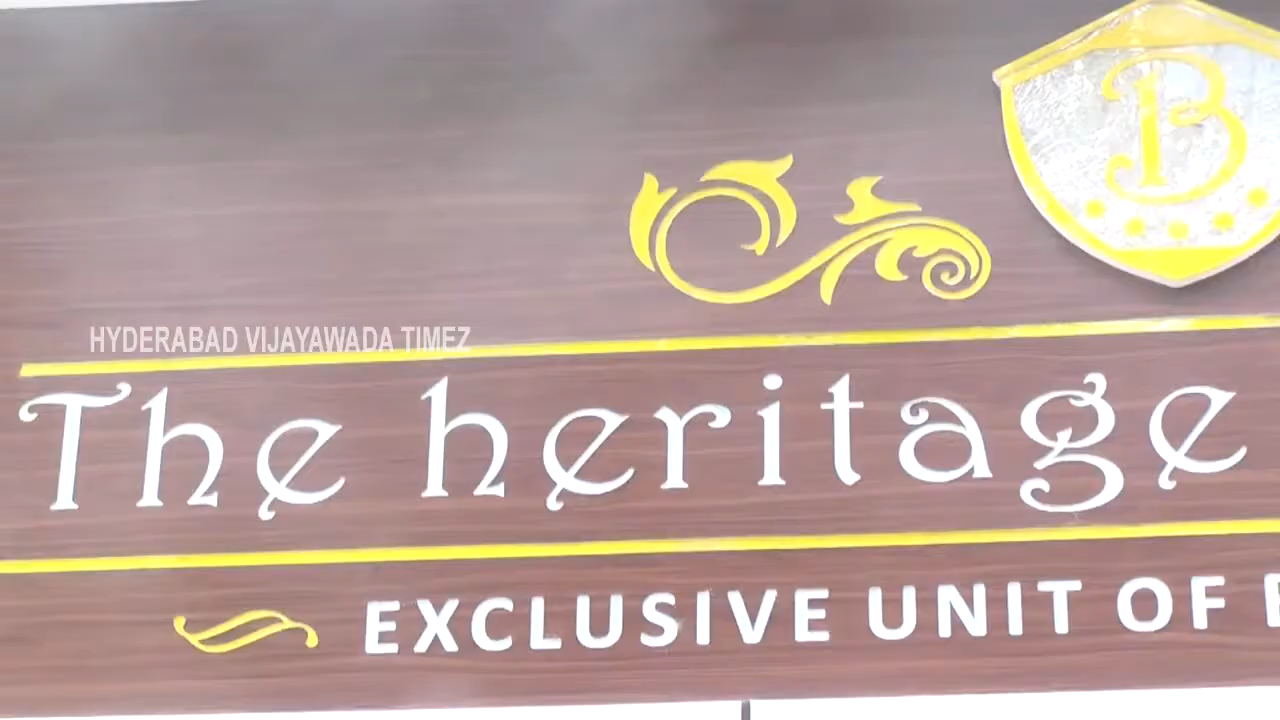 B
HYDERABAD VIJAYAWADA TIMEZ
The heritage
EXCLUSIVE UNIT OF